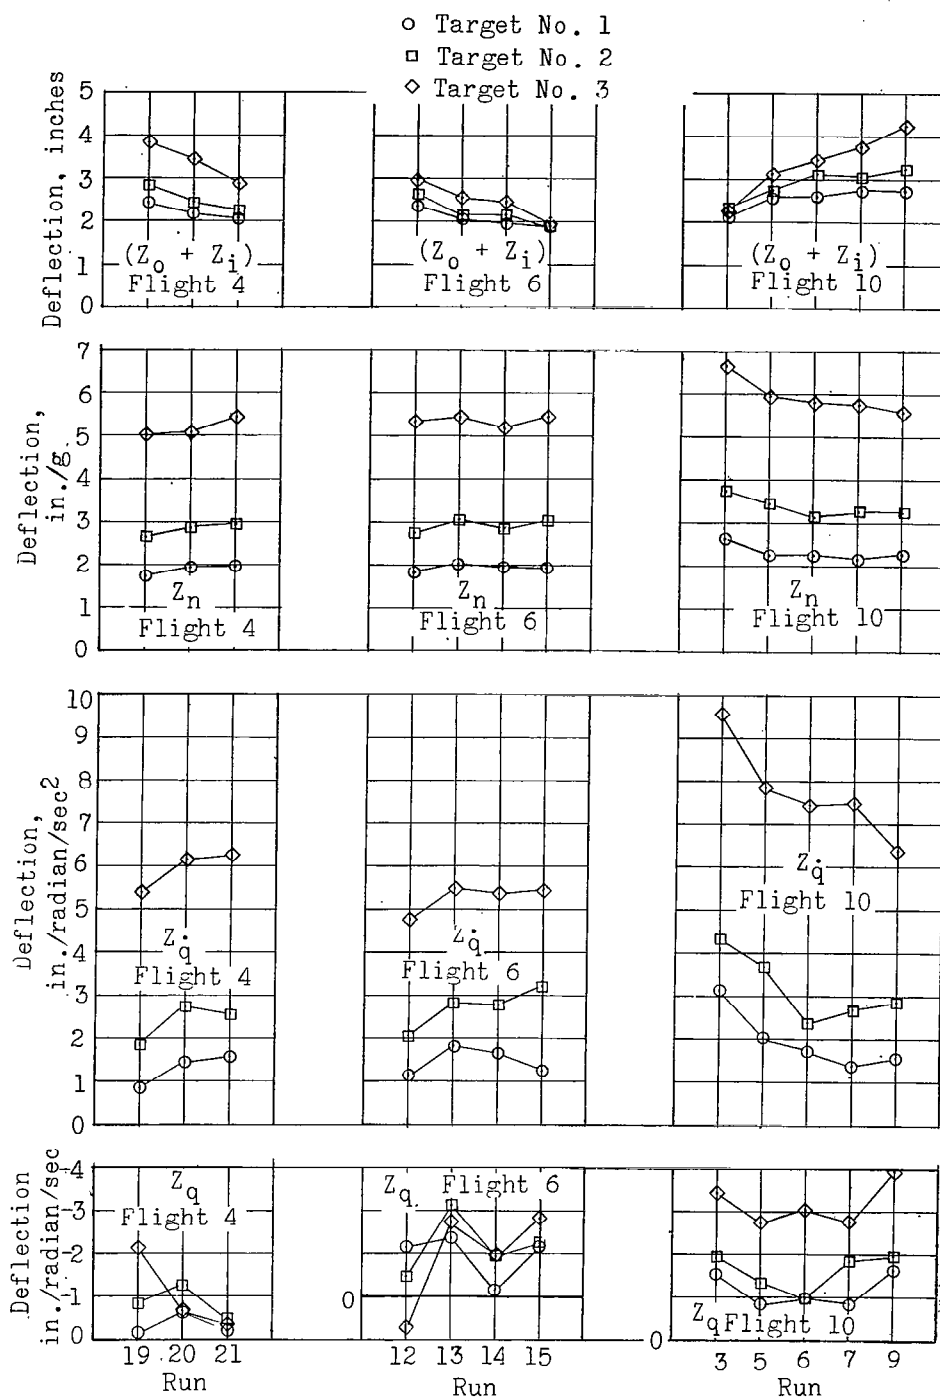 Target No. 1
Target No. 2
Target No. 3
Deflection, inches
5
4
3
2
1
0
(Zo + Zi)
Flight 4
(Zo + Zi)
Flight 6
(Zo + Zi)
Flight 10
Deflection,
in./g.
7
6
5
4
3
2
1
0
Zn
Flight 4
Zn
Flight 6
Zn
Flight 10
Deflection,
in./radian/sec2
10
9
8
7
6
5
4
3
2
1
0
Zq̇
Flight 4
Zq̇
Flight 6
Zq̇
Flight 10
Deflection
in./radian/sec
-4
-3
-2
-1
0
Zq
Flight 4
Zq Flight 6
0
Zq Flight 10
0
19 20 21
Run
12 13 14 15
Run
3 5 6 7 9
Run